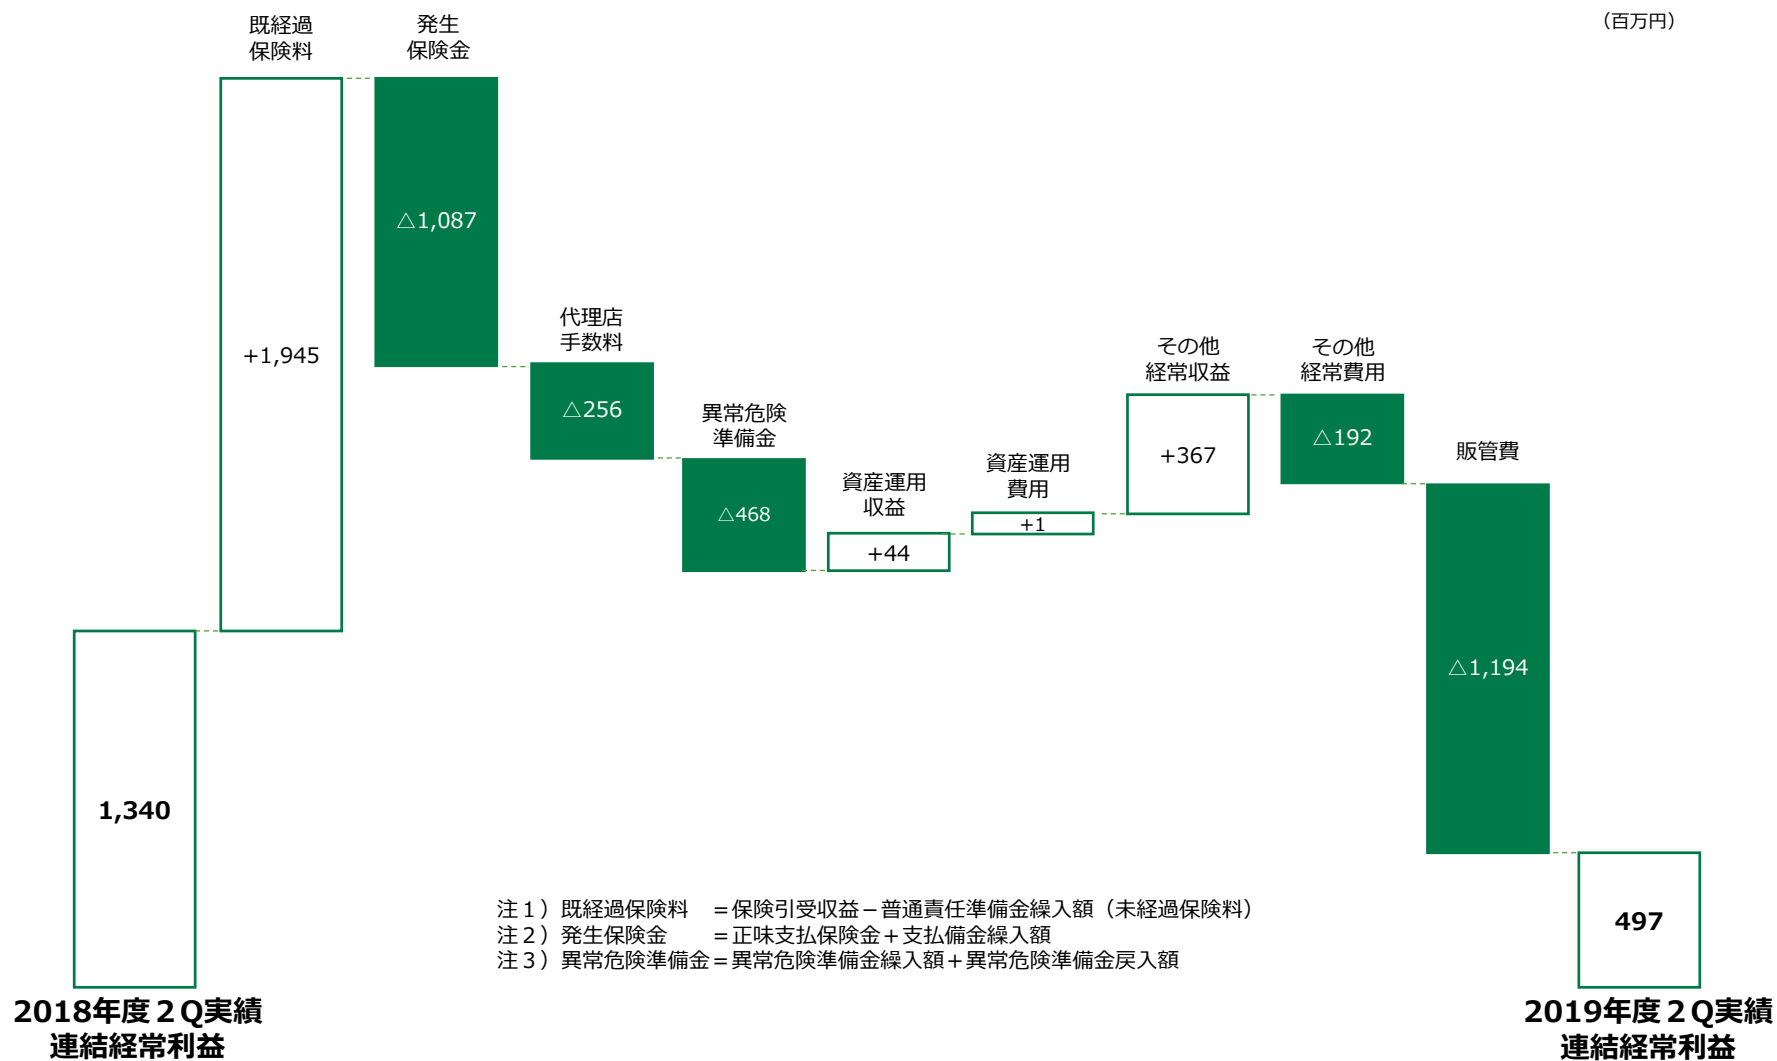 （百万円）
既経過
保険料
発生
保険金
△1,087
+1,945
代理店
手数料
△256
異常危険
準備金
△468
資産運用
収益
+44
資産運用
費用
+1
その他
経常収益
+367
その他
経常費用
△192
販管費
△1,194
1,340
497
注１）既経過保険料　＝保険引受収益－普通責任準備金繰入額（未経過保険料）
注２）発生保険金　　＝正味支払保険金＋支払備金繰入額
注３）異常危険準備金＝異常危険準備金繰入額＋異常危険準備金戻入額
2018年度２Q実績
連結経常利益
2019年度２Q実績
連結経常利益